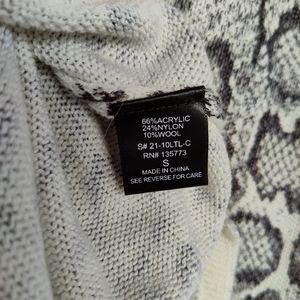 66%ACRYLIC
24%NYLON
10%WOOL
S# 21-10LTL-C
RN# 135773
S
MADE IN CHINA
SEE REVERSE FOR CARE